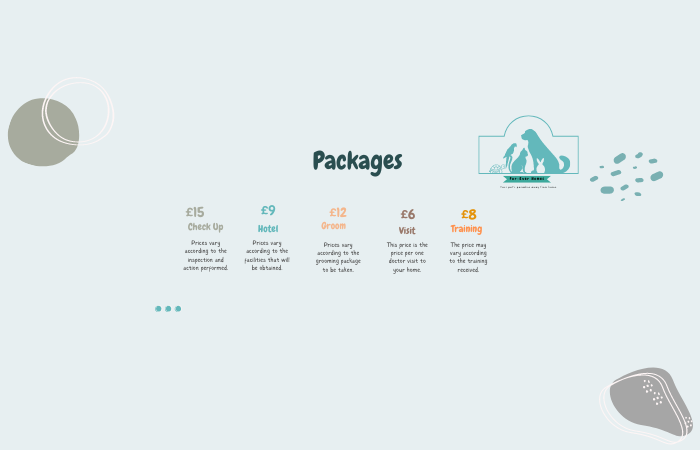 Packages
£15
Check Up
Prices vary
according to the
inspection and
action performed.
£9
Hotel
Prices vary
according to the
facilities that will
be obtained.
£12
Groom
Prices vary
according to the
grooming package
to be taken.
£6
Visit
This price is the
price per one
doctor visit to
your home.
£8
Training
The price may
vary according
to the training
received.